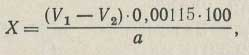 X = (V₁ — V₂)·0,00115·100 / a ,